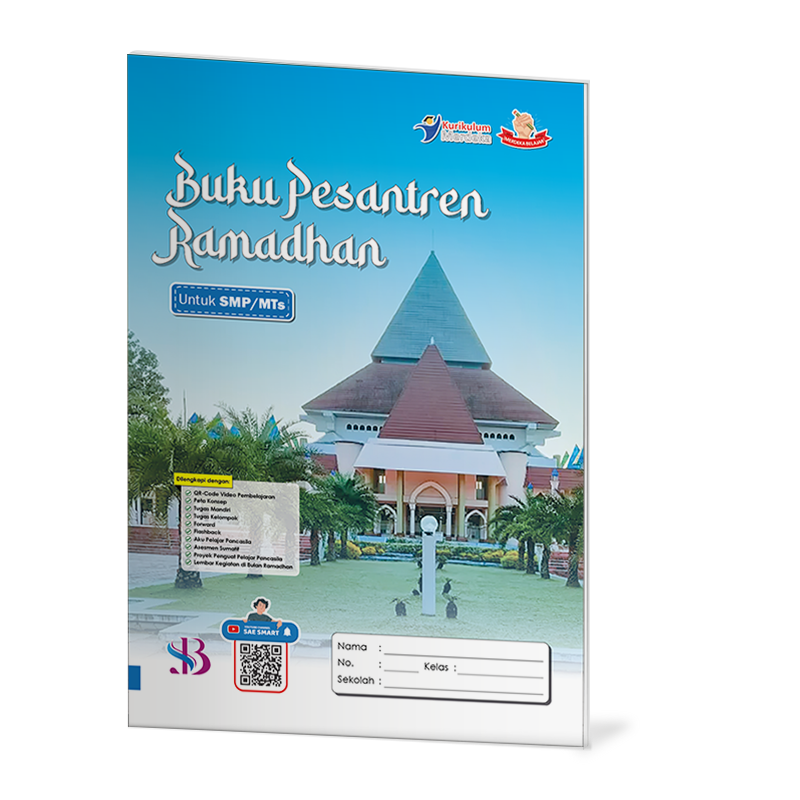 Kurikulum
Merdeka
MERDEKA BELAJAR
Buku Pesantren
Ramadhan
Untuk SMP/MTs
Dilengkapi dengan:
QR-Code Video Pembelajaran
Peta Konsep
Tugas Mandiri
Tugas Kelompok
Forward
Flashback
Aku Pelajar Pancasila
Asesmen Sumatif
Proyek Penguat Pelajar Pancasila
Lembar Kegiatan di Bulan Ramadhan
SAE SMART
SB
Nama :
No. : Kelas :
Sekolah :